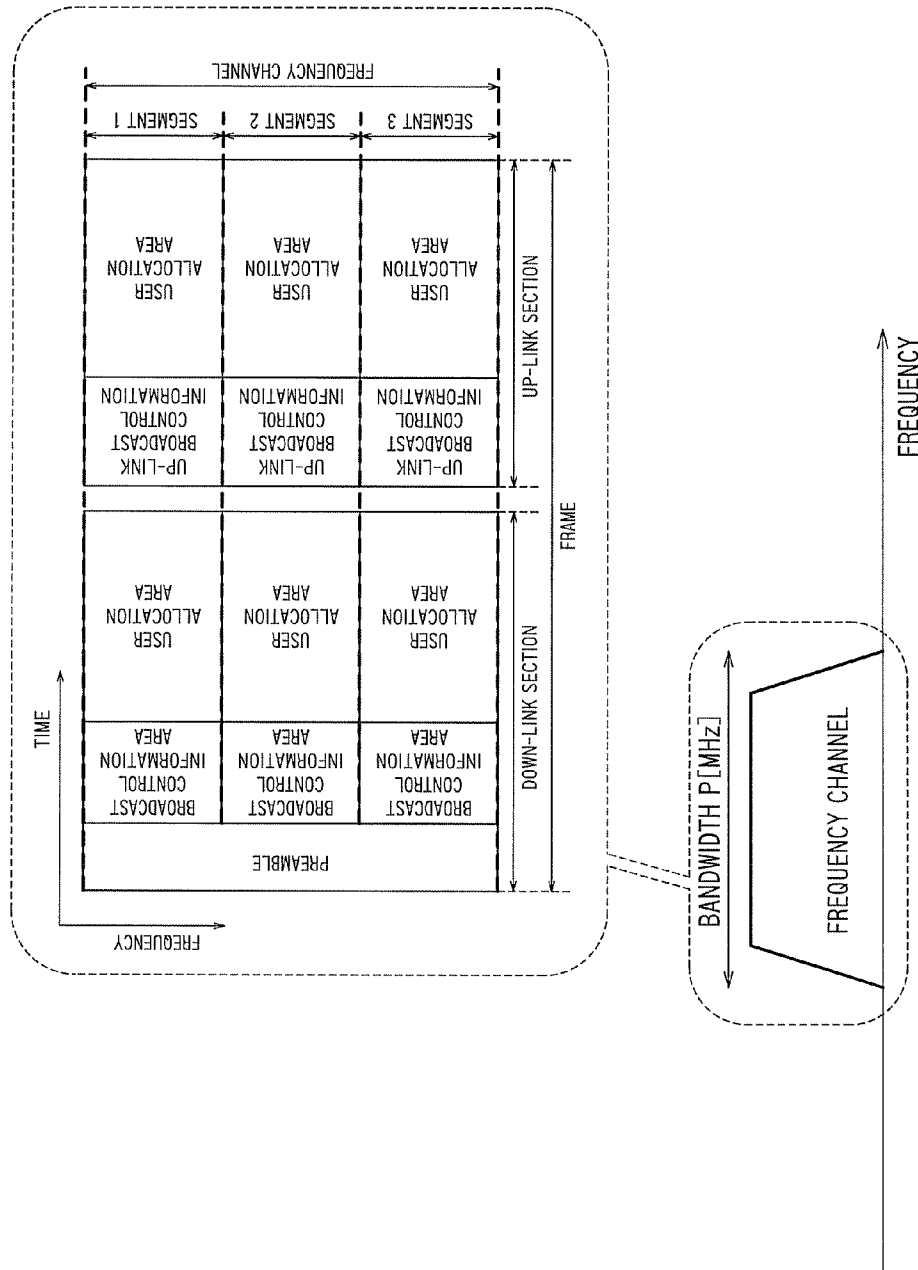 TIME
FREQUENCY
PREAMBLE
BROADCAST
CONTROL
INFORMATION
AREA
USER
ALLOCATION
AREA
UP-LINK
BROADCAST
CONTROL
INFORMATION
USER
ALLOCATION
AREA
SEGMENT 1
BROADCAST
CONTROL
INFORMATION
AREA
USER
ALLOCATION
AREA
UP-LINK
BROADCAST
CONTROL
INFORMATION
USER
ALLOCATION
AREA
SEGMENT 2
BROADCAST
CONTROL
INFORMATION
AREA
USER
ALLOCATION
AREA
UP-LINK
BROADCAST
CONTROL
INFORMATION
USER
ALLOCATION
AREA
SEGMENT 3
FREQUENCY CHANNEL
DOWN-LINK SECTION
UP-LINK SECTION
FRAME
BANDWIDTH P[MHz]
FREQUENCY CHANNEL
FREQUENCY